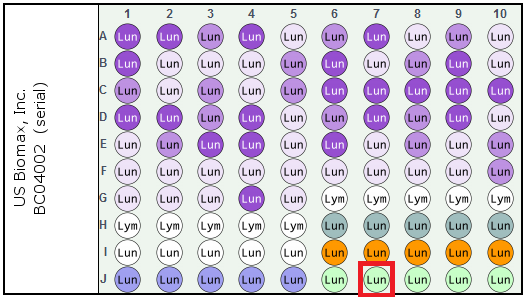 US Biomax, Inc.
BC04002 (serial)
1 2 3 4 5 6 7 8 9 10
A Lun Lun Lun Lun Lun Lun Lun Lun Lun Lun
B Lun Lun Lun Lun Lun Lun Lun Lun Lun Lun
C Lun Lun Lun Lun Lun Lun Lun Lun Lun Lun
D Lun Lun Lun Lun Lun Lun Lun Lun Lun Lun
E Lun Lun Lun Lun Lun Lun Lun Lun Lun Lun
F Lun Lun Lun Lun Lun Lun Lun Lun Lun Lun
G Lun Lun Lun Lun Lun Lym Lym Lym Lym Lym
H Lym Lym Lym Lym Lym Lun Lun Lun Lun Lun
I Lun Lun Lun Lun Lun Lun Lun Lun Lun Lun
J Lun Lun Lun Lun Lun Lun Lun Lun Lun Lun